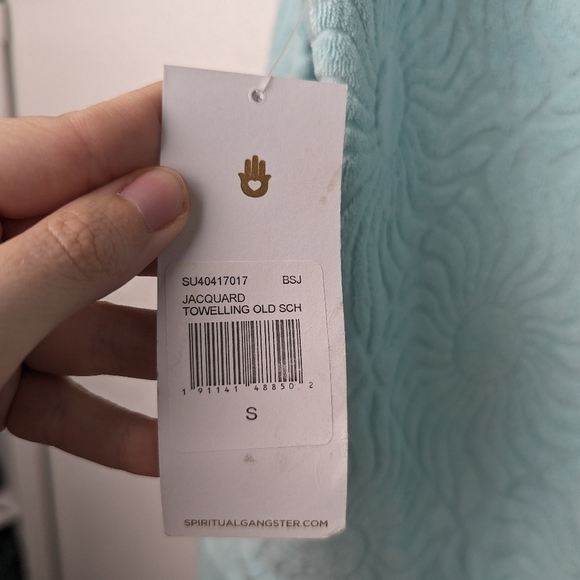 SU40417017 BSJ
JACQUARD
TOWELLING OLD SCH
1 91141 48850 2
S
SPIRITUALGANGSTER.COM